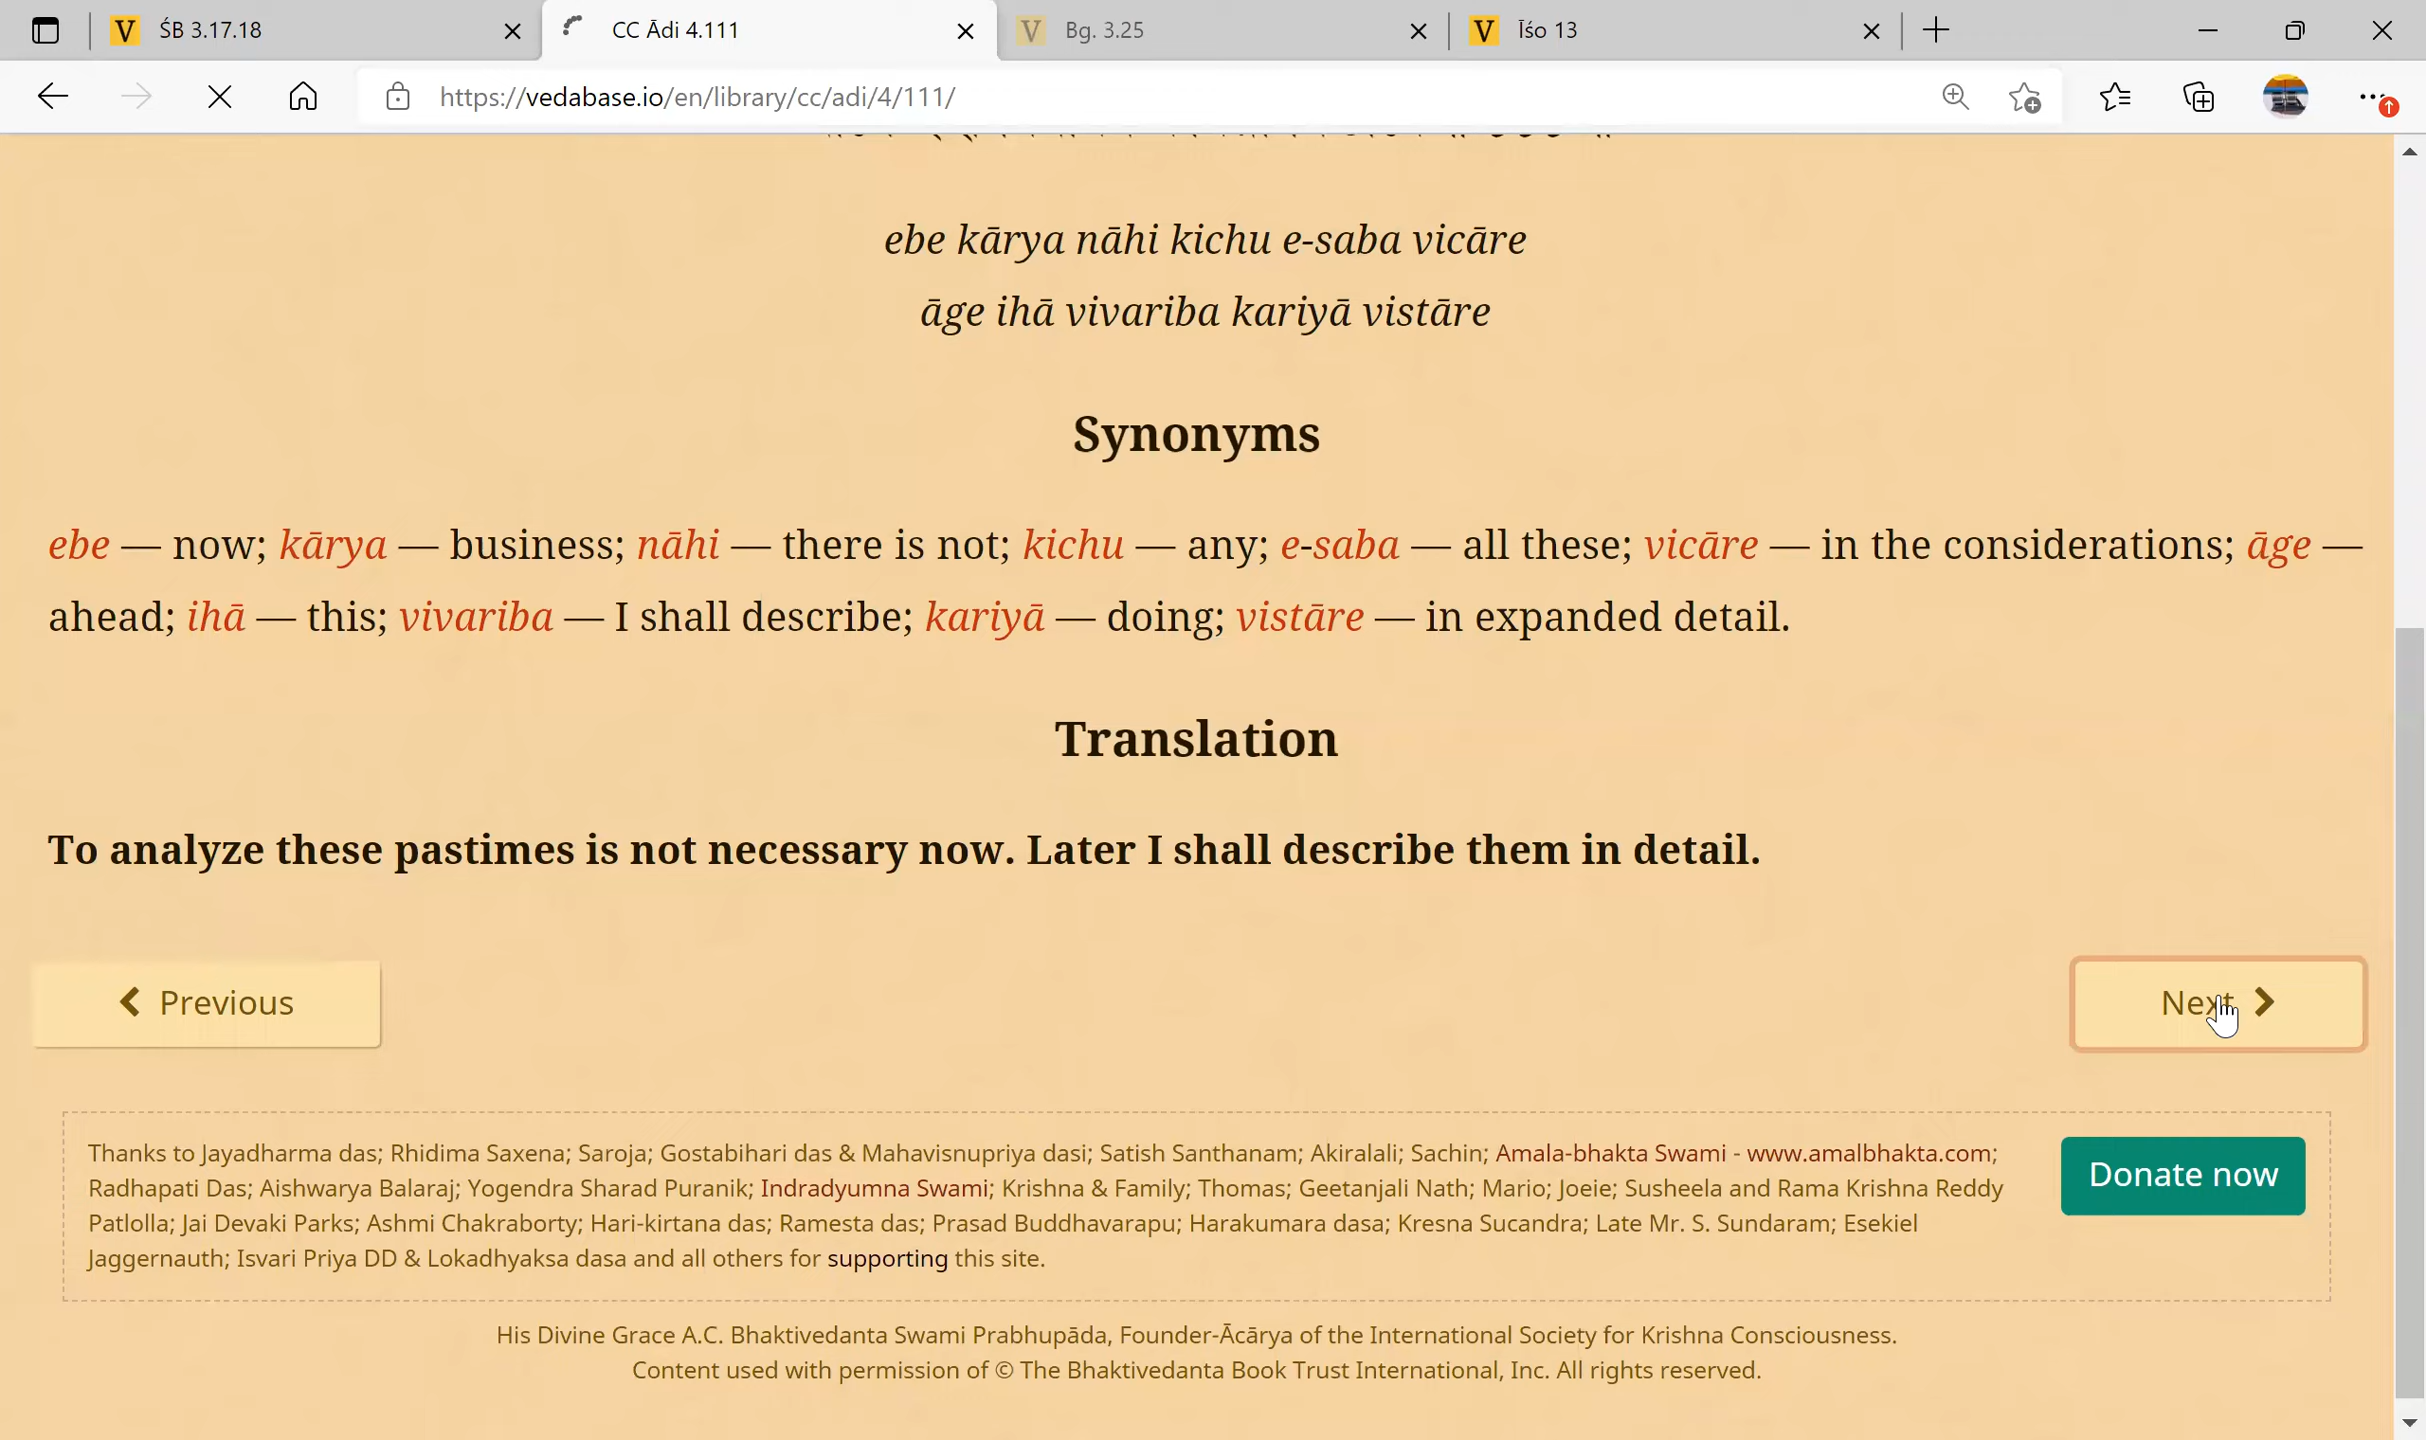 ŚB 3.17.18
CC Ādi 4.111
Bg. 3.25
Īśo 13
https://vedabase.io/en/library/cc/adi/4/111/
ebe kārya nāhi kichu e-saba vicāre
āge ihā vivariba kariyā vistāre
Synonyms
ebe — now; kārya — business; nāhi — there is not; kichu — any; e-saba — all these; vicāre — in the considerations; āge —
ahead; ihā — this; vivariba — I shall describe; kariyā — doing; vistāre — in expanded detail.
Translation
To analyze these pastimes is not necessary now. Later I shall describe them in detail.
Previous
Next
Thanks to Jayadharma das; Rhidima Saxena; Saroja; Gostabihari das & Mahavisnupriya dasi; Satish Santhanam; Akiralali; Sachin; Amala-bhakta Swami - www.amalbhakta.com;
Radhapati Das; Aishwarya Balaraj; Yogendra Sharad Puranik; Indradyumna Swami; Krishna & Family; Thomas; Geetanjali Nath; Mario; Joeie; Susheela and Rama Krishna Reddy
Patlolla; Jai Devaki Parks; Ashmi Chakraborty; Hari-kirtana das; Ramesta das; Prasad Buddhavarapu; Harakumara dasa; Kresna Sucandra; Late Mr. S. Sundaram; Esekiel
Jaggernauth; Isvari Priya DD & Lokadhyaksa dasa and all others for supporting this site.
Donate now
His Divine Grace A.C. Bhaktivedanta Swami Prabhupāda, Founder-Ācārya of the International Society for Krishna Consciousness.
Content used with permission of © The Bhaktivedanta Book Trust International, Inc. All rights reserved.